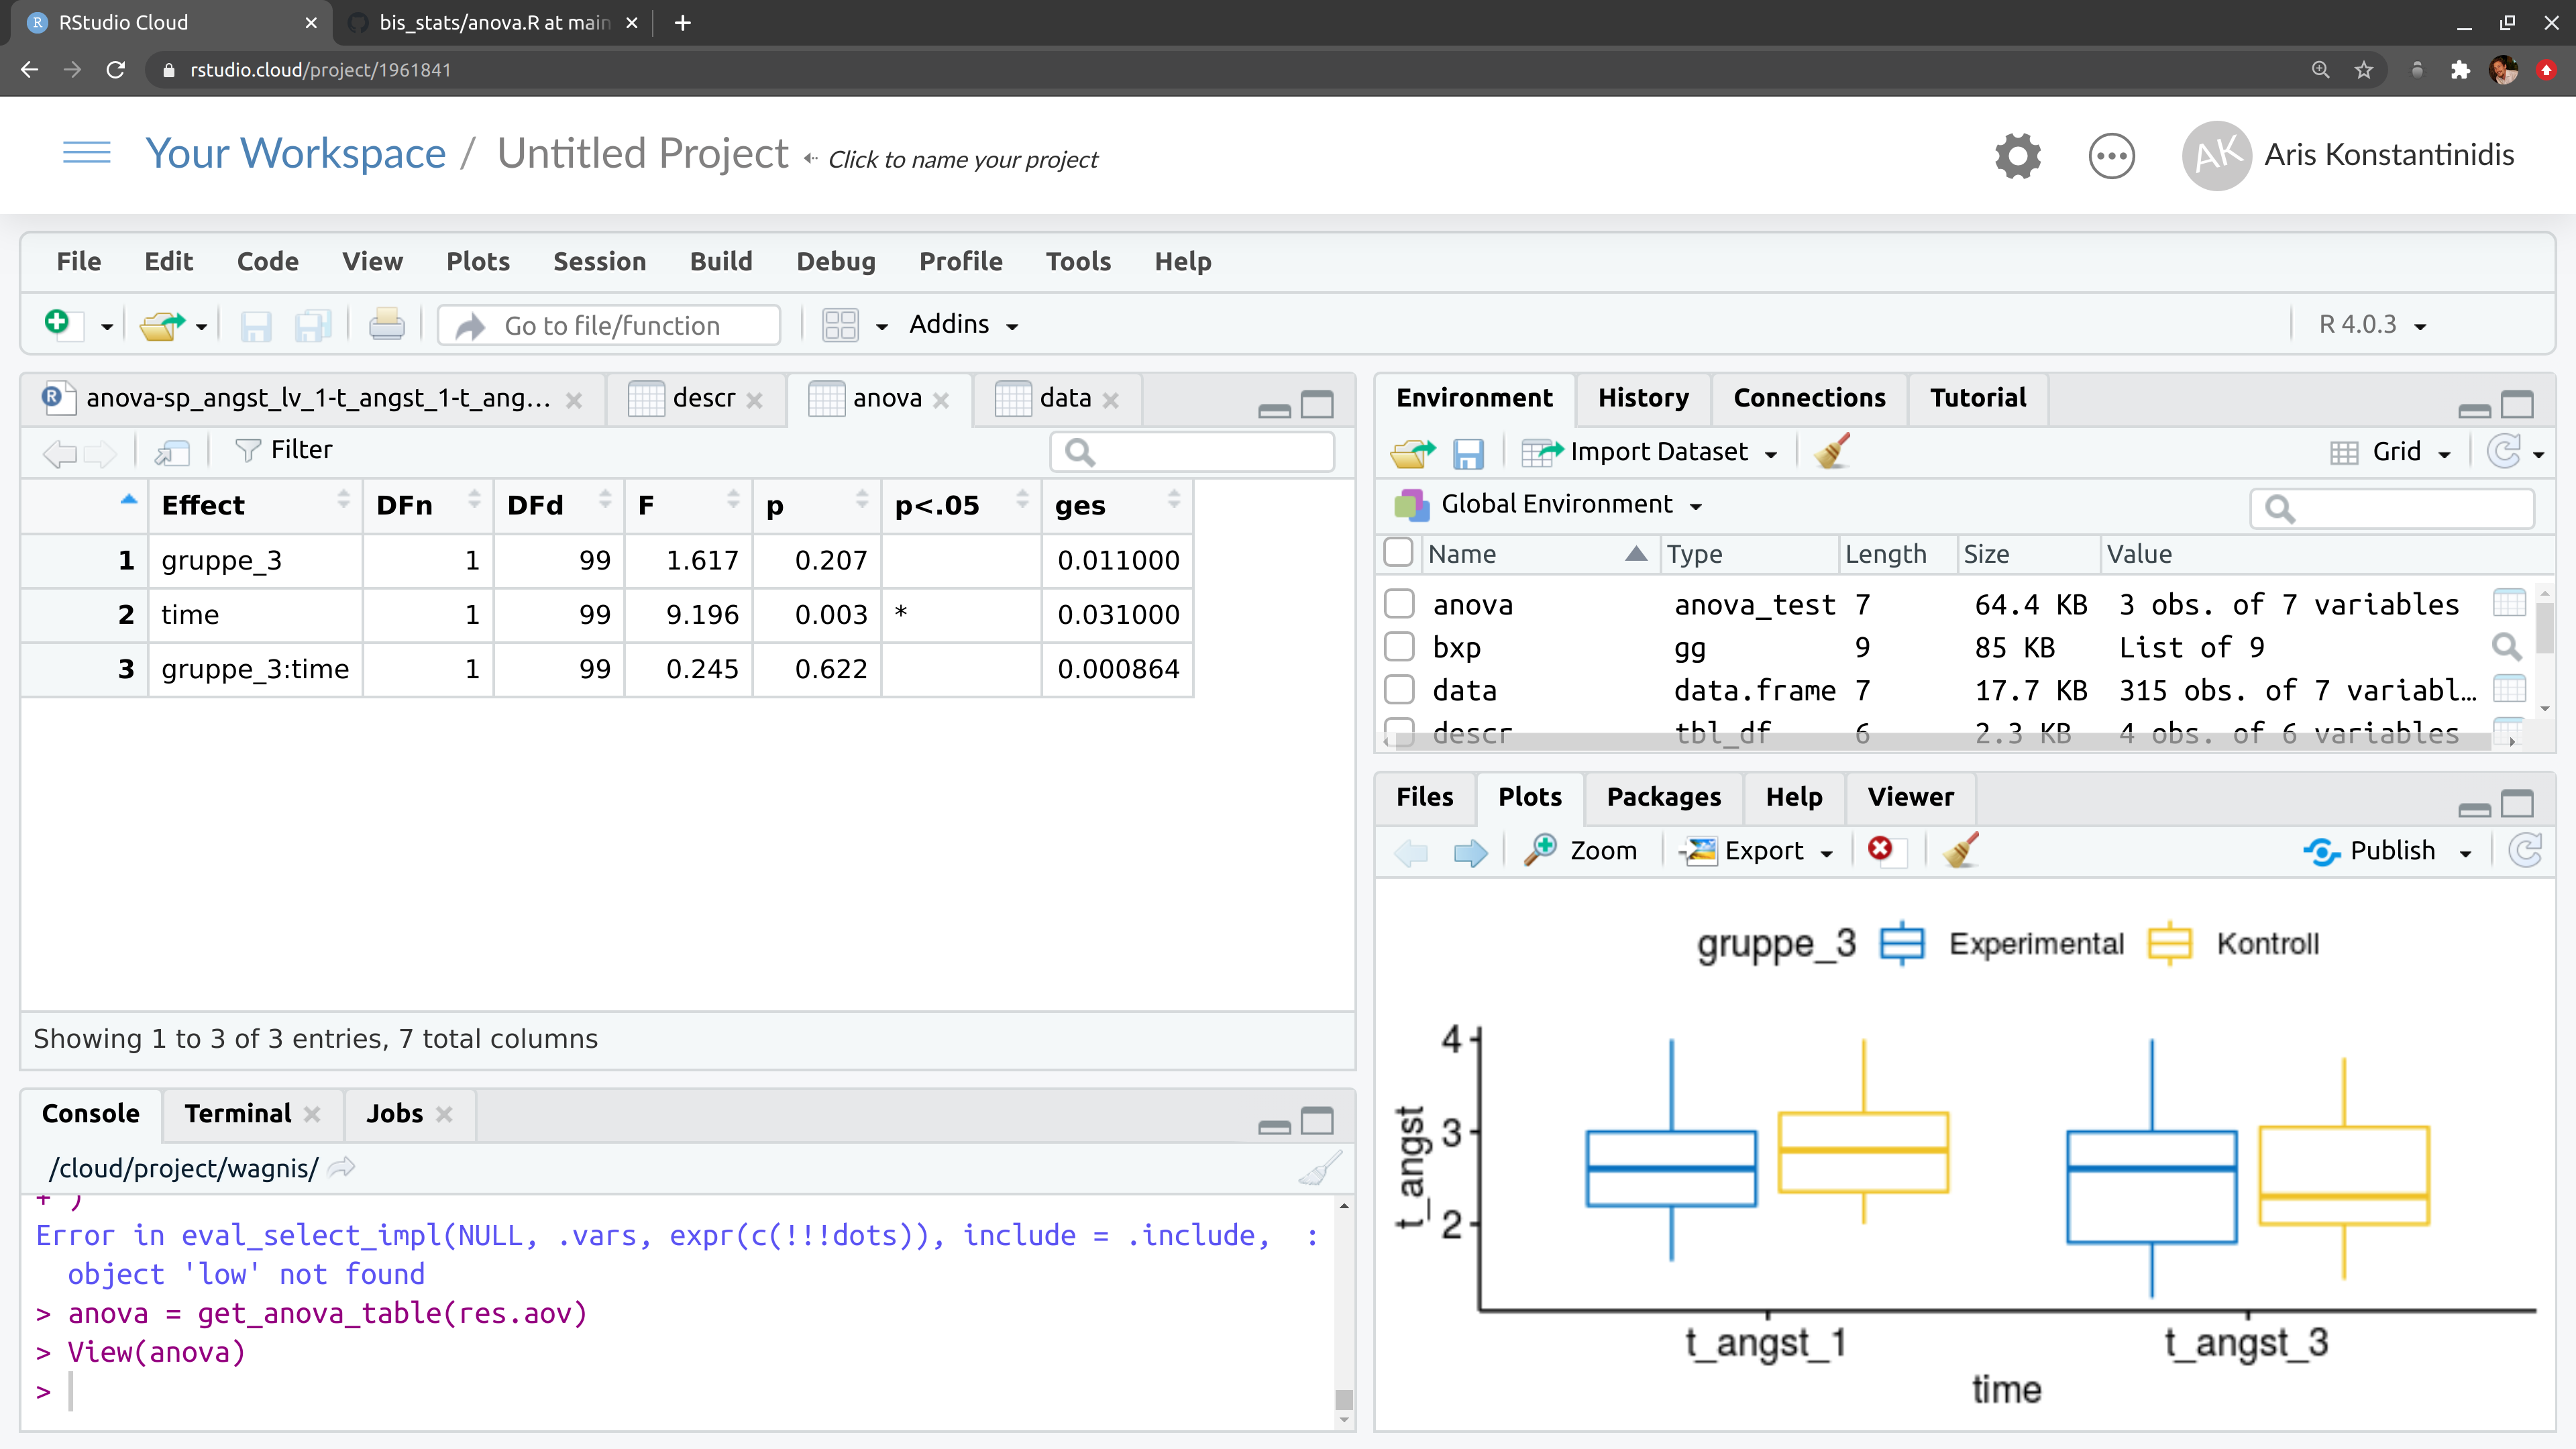 RStudio Cloud
bis_stats/anova.R at main
rstudio.cloud/project/1961841
Your Workspace / Untitled Project Click to name your project
AK Aris Konstantinidis
File Edit Code View Plots Session Build Debug Profile Tools Help
Go to file/function Addins R 4.0.3
anova-sp_angst_lv_1-t_angst_1-t_ang... descr anova data
Filter
Effect DFn DFd F p p<.05 ges
1 gruppe_3 1 99 1.617 0.207 0.011000
2 time 1 99 9.196 0.003 * 0.031000
3 gruppe_3:time 1 99 0.245 0.622 0.000864
Showing 1 to 3 of 3 entries, 7 total columns
Console Terminal Jobs
/cloud/project/wagnis/
+ )
Error in eval_select_impl(NULL, .vars, expr(c(!!!dots)), include = .include, :
object 'low' not found
> anova = get_anova_table(res.aov)
> View(anova)
>
Environment History Connections Tutorial
Import Dataset Grid
Global Environment
Name Type Length Size Value
anova anova_test 7 64.4 KB 3 obs. of 7 variables
bxp gg 9 85 KB List of 9
data data.frame 7 17.7 KB 315 obs. of 7 variabl...
descr tbl_df 6 2.3 KB 4 obs. of 6 variables
Files Plots Packages Help Viewer
Zoom Export Publish
gruppe_3 Experimental Kontroll
4
3
2
t_angst
t_angst_1 t_angst_3
time